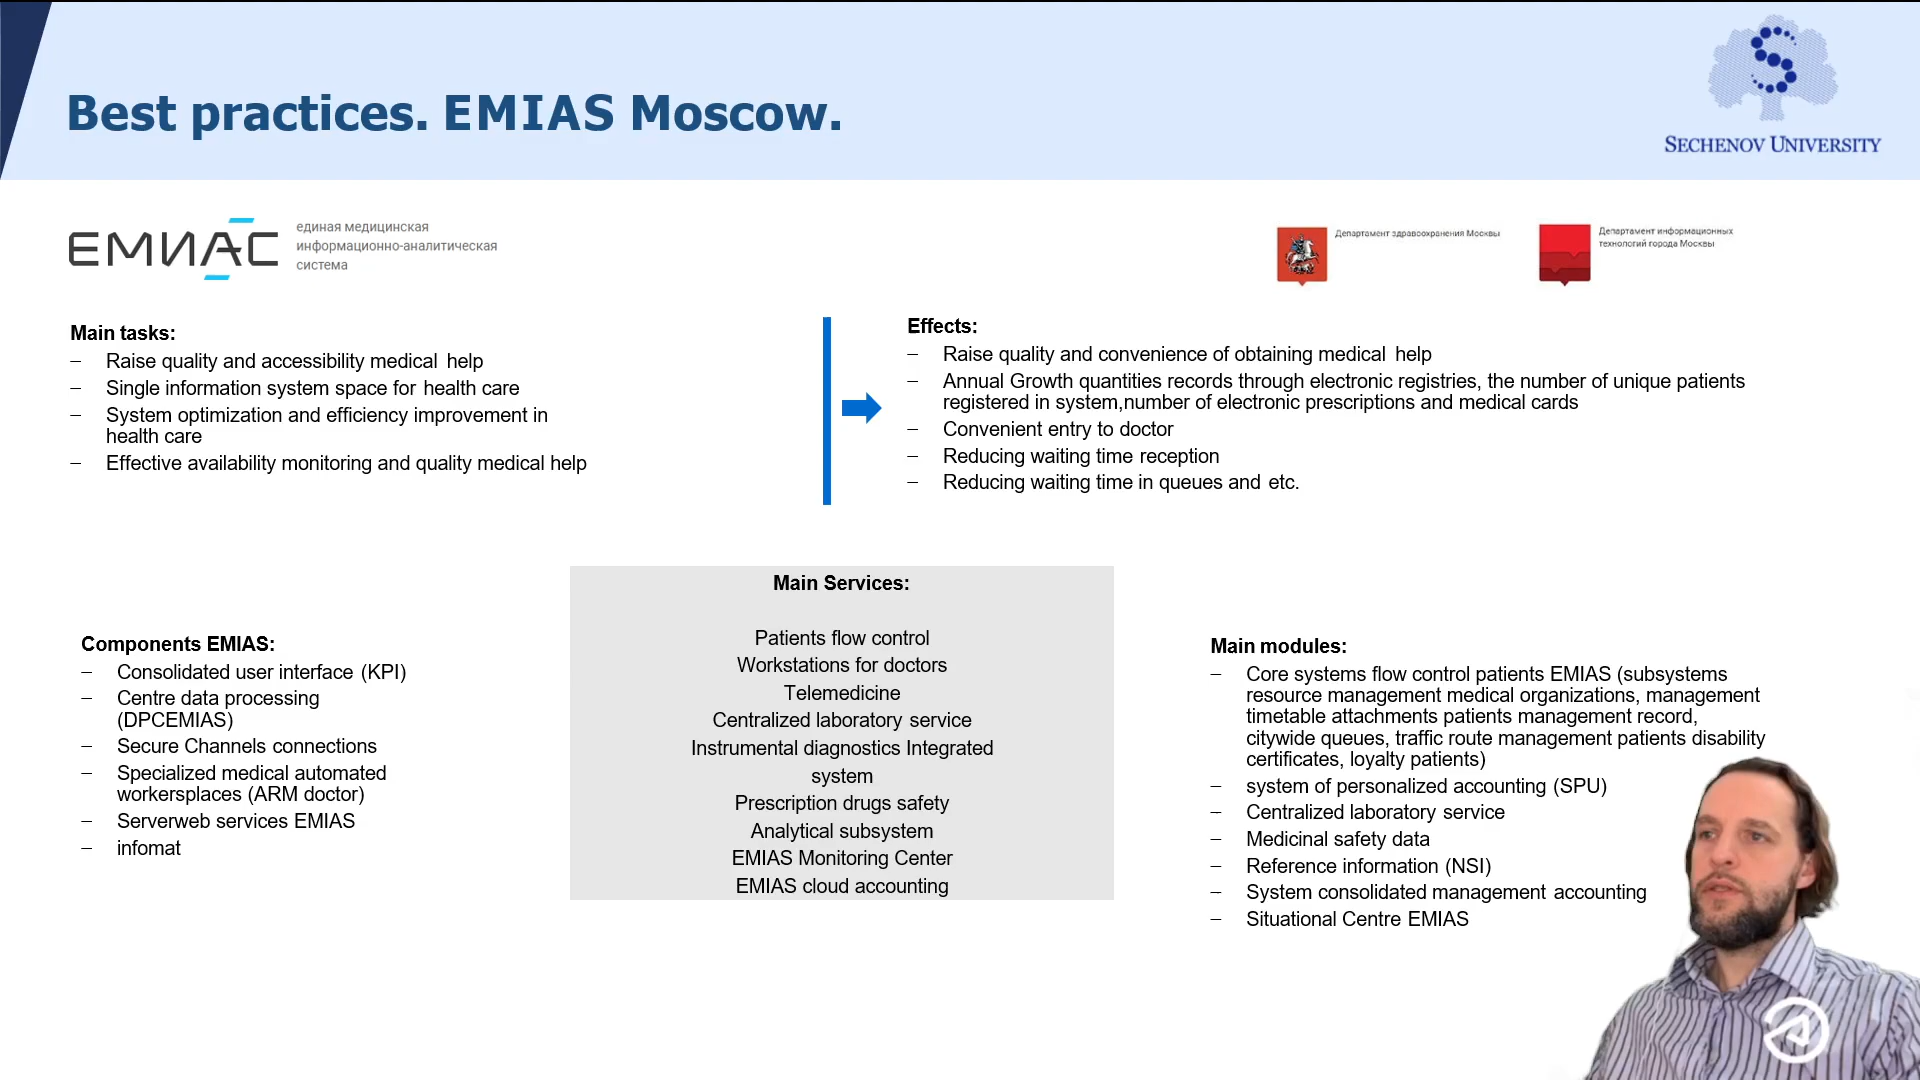 Best practices. EMIAS Moscow.
SECHENOV UNIVERSITY
ЕМИАС
единая медицинская
информационно-аналитическая
система
Департамент здравоохранения Москвы
Департамент информационных
технологий города Москвы
Main tasks:
– Raise quality and accessibility medical help
– Single information system space for health care
– System optimization and efficiency improvement in
health care
– Effective availability monitoring and quality medical help
Effects:
– Raise quality and convenience of obtaining medical help
– Annual Growth quantities records through electronic registries, the number of unique patients
registered in system,number of electronic prescriptions and medical cards
– Convenient entry to doctor
– Reducing waiting time reception
– Reducing waiting time in queues and etc.
Components EMIAS:
– Consolidated user interface (KPI)
– Centre data processing
(DPCEMIAS)
– Secure Channels connections
– Specialized medical automated
workersplaces (ARM doctor)
– Serverweb services EMIAS
– infomat
Main Services:
Patients flow control
Workstations for doctors
Telemedicine
Centralized laboratory service
Instrumental diagnostics Integrated
system
Prescription drugs safety
Analytical subsystem
EMIAS Monitoring Center
EMIAS cloud accounting
Main modules:
– Core systems flow control patients EMIAS (subsystems
resource management medical organizations, management
timetable attachments patients management record,
citywide queues, traffic route management patients disability
certificates, loyalty patients)
– system of personalized accounting (SPU)
– Centralized laboratory service
– Medicinal safety data
– Reference information (NSI)
– System consolidated management accounting
– Situational Centre EMIAS